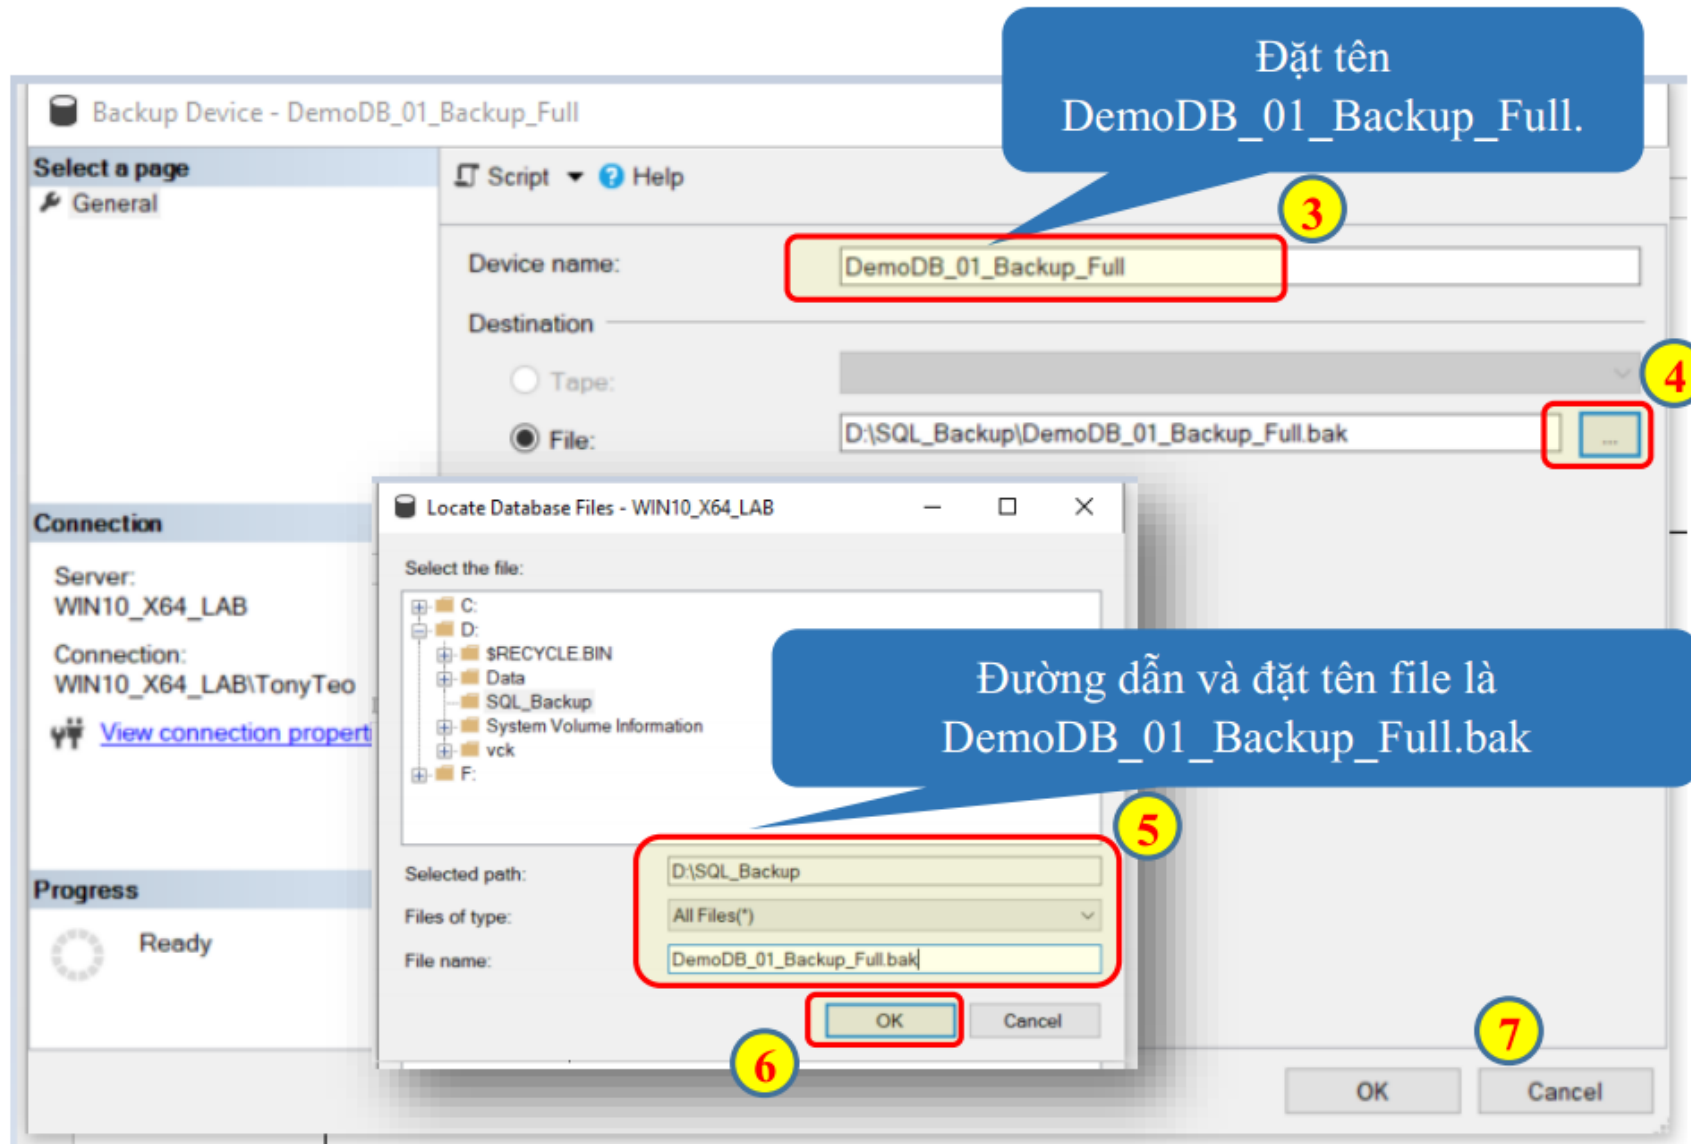 Đặt tên
DemoDB_01_Backup_Full.
Backup Device - DemoDB_01_Backup_Full
Select a page
General
Script Help
3
Device name: DemoDB_01_Backup_Full
Destination
Tape:
4
File: D:\SQL_Backup\DemoDB_01_Backup_Full.bak ...
Connection
Server:
WIN10_X64_LAB
Connection:
WIN10_X64_LAB\TonyTeo
View connection propert
Progress
Ready
Locate Database Files - WIN10_X64_LAB
Select the file:
C:
D:
$RECYCLE.BIN
Data
SQL_Backup
System Volume Information
vck
F:
Đường dẫn và đặt tên file là
DemoDB_01_Backup_Full.bak
5
Selected path: D:\SQL_Backup
Files of type: All Files(*)
File name: DemoDB_01_Backup_Full.bak
OK Cancel
6
7
OK Cancel